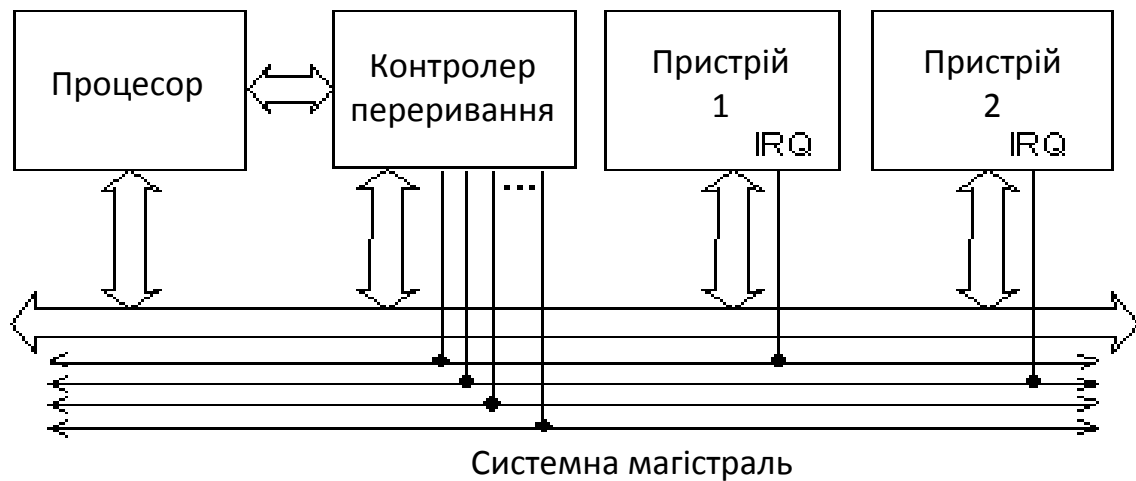 Процесор
Контролер
переривання
...
Пристрій
1
IRQ
Пристрій
2
IRQ
Системна магістраль